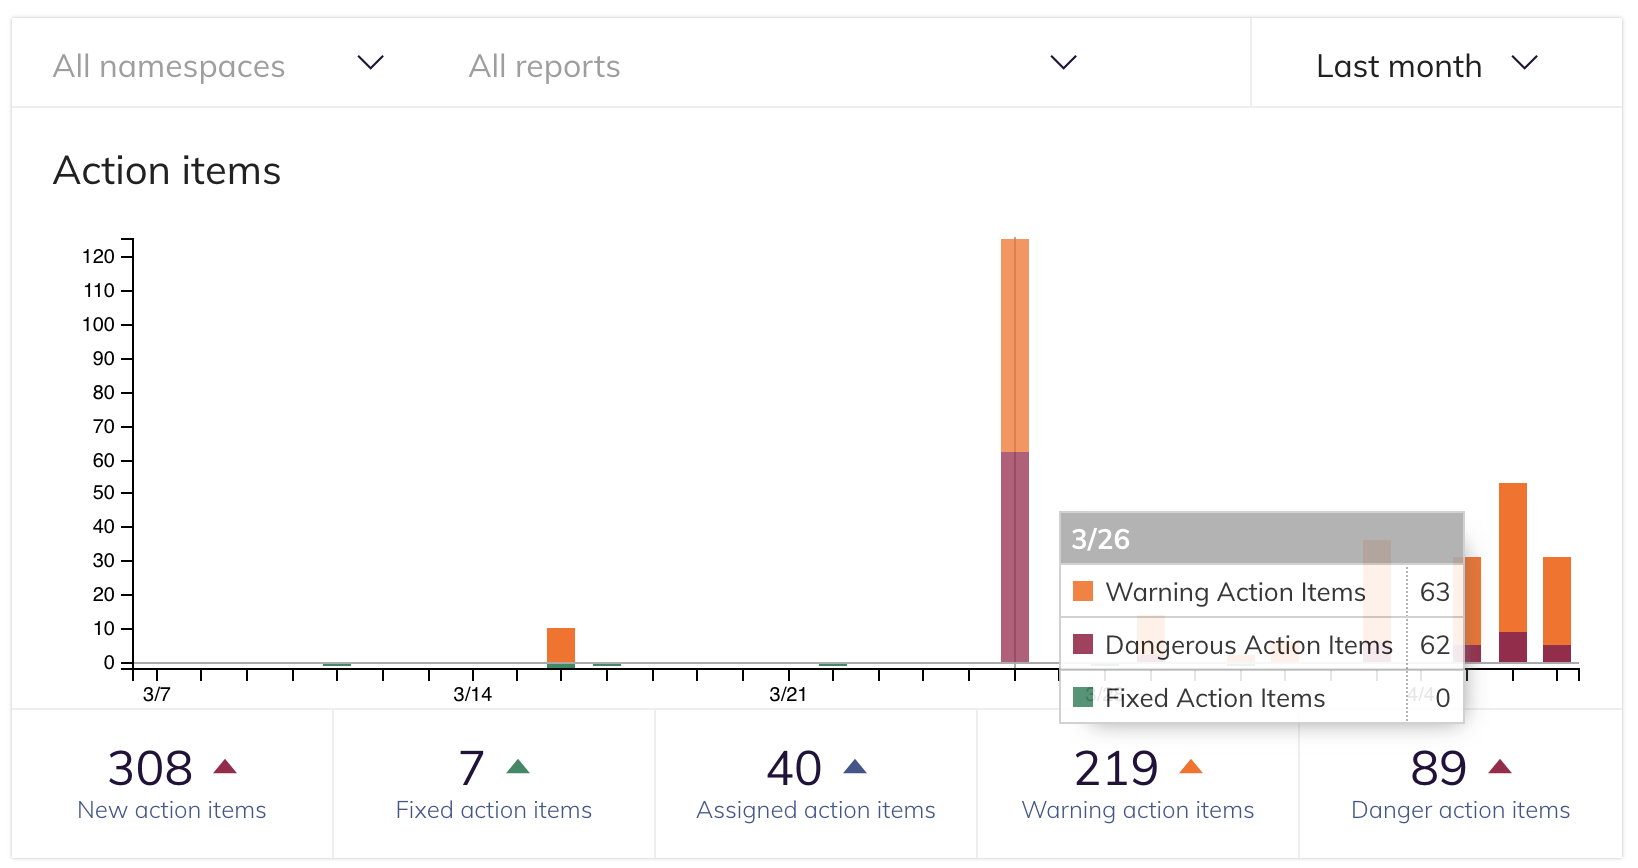 All namespaces All reports Last month
Action items
120
110
100
90
80
70
60
50
40
30
20
10
0
3/7 3/14 3/21 4/4
3/26
Warning Action Items 63
Dangerous Action Items 62
Fixed Action Items 0
308 7 40 219 89
New action items Fixed action items Assigned action items Warning action items Danger action items